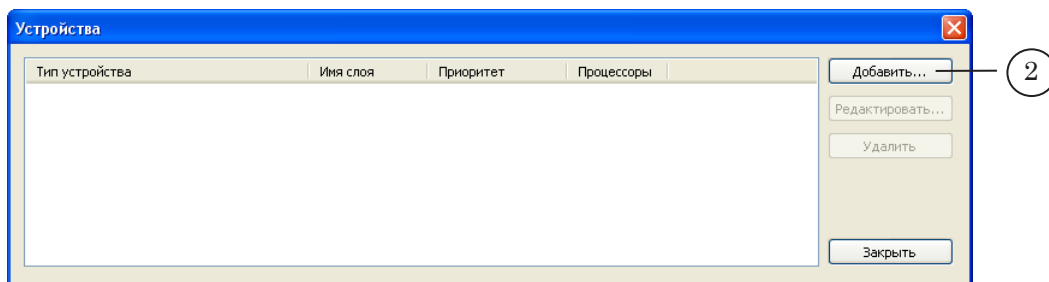 Устройства
Тип устройства Имя слоя Приоритет Процессоры
Добавить...
2
Редактировать...
Удалить
Закрыть